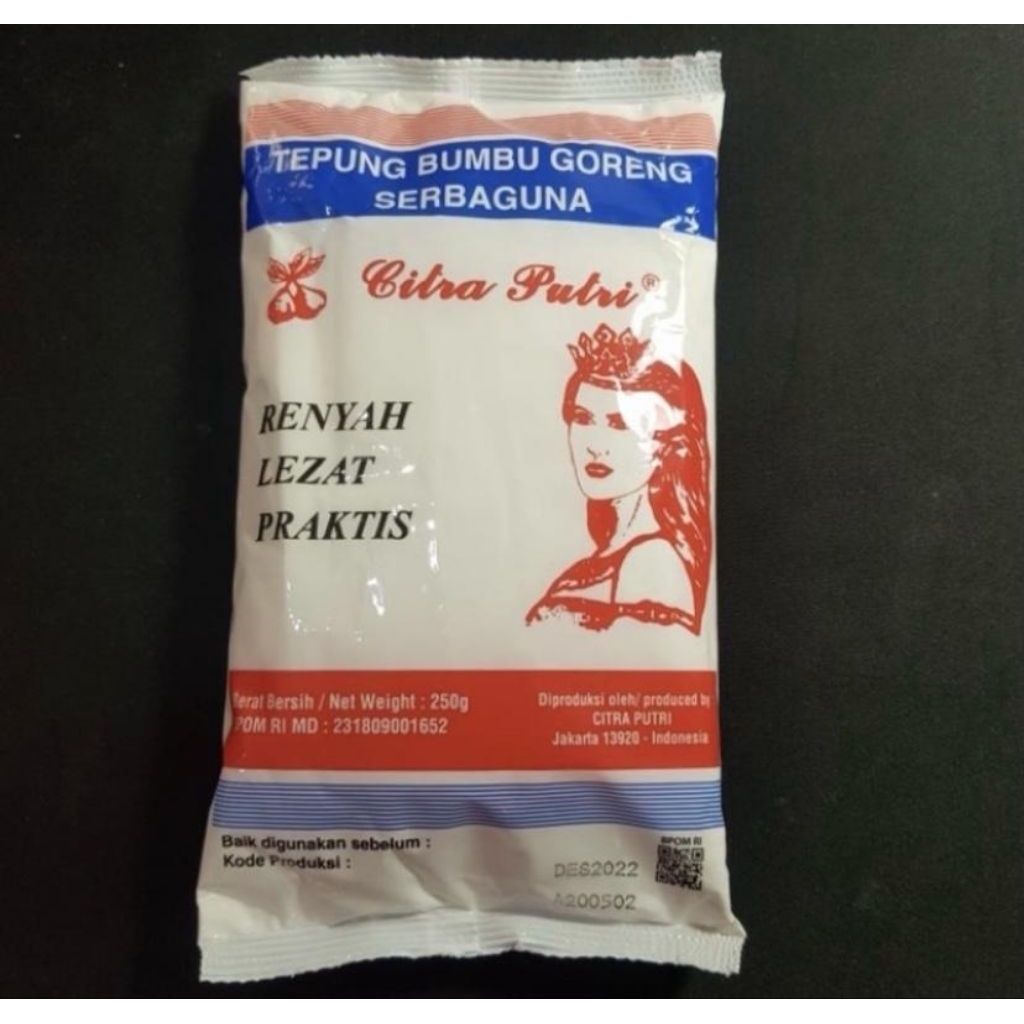 TEPUNG BUMBU GORENG
SERBAGUNA
Citra Putri®
RENYAH
LEZAT
PRAKTIS
Berat Bersih / Net Weight : 250g
POM RI MD : 231809001652
Diproduksi oleh/ produced by
CITRA PUTRI
Jakarta 13920 - Indonesia
Baik digunakan sebelum :
Kode Produksi :
BPOM RI
DES2022
A200502